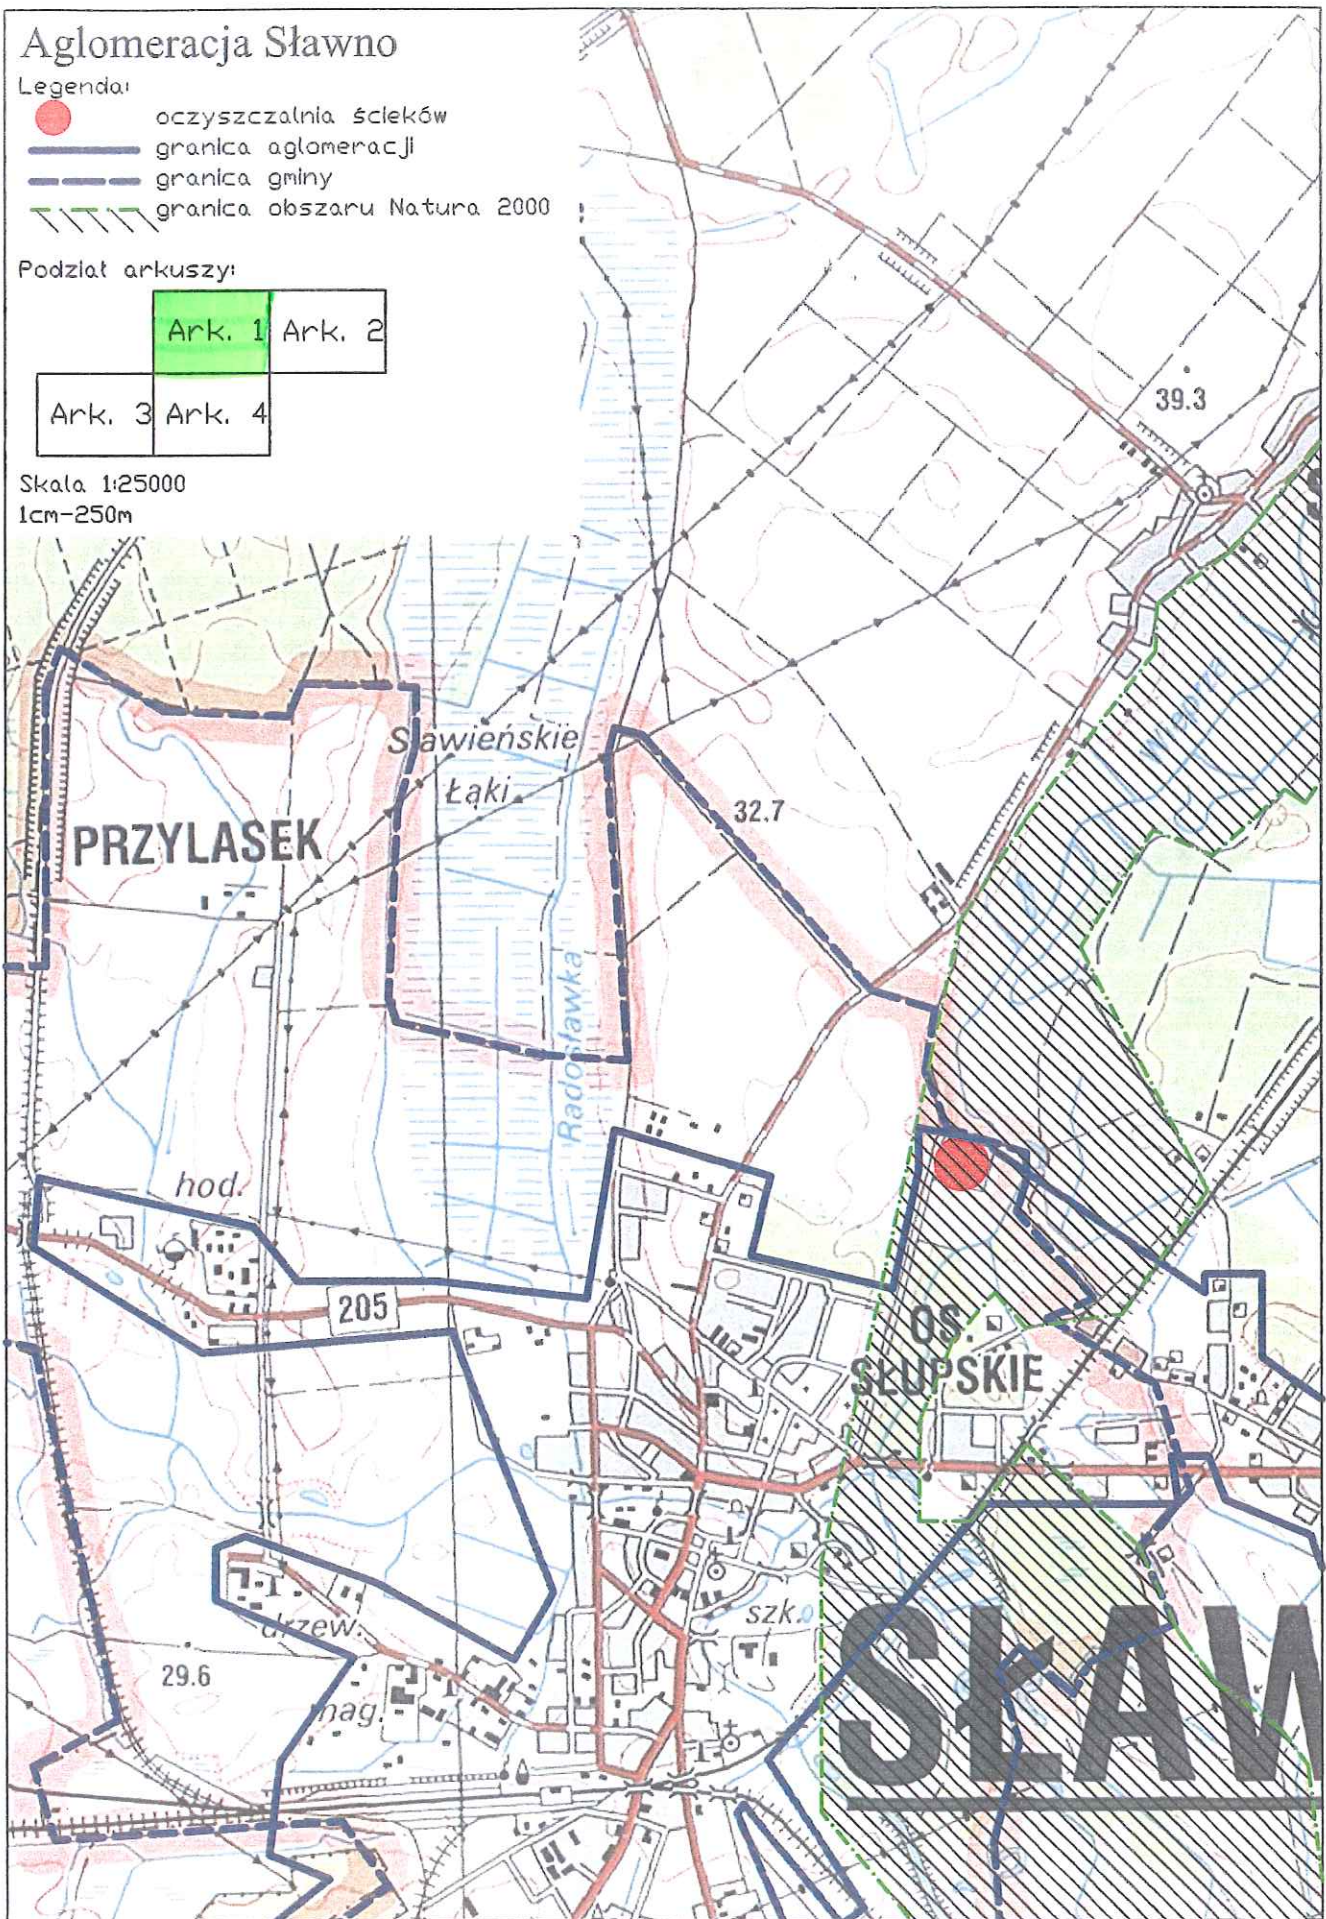 Aglomeracja Sławno
Legenda:
oczyszczalnia ścieków
granica aglomeracji
granica gminy
granica obszaru Natura 2000
Podział arkuszy:
Ark. 1 Ark. 2
Ark. 3 Ark. 4
Skala 1:25000
1cm-250m
39.3
Wieprza
Sławieńskie
Łąki
32.7
PRZYLASEK
Radosławka
hod.
205
OS
SŁUPSKIE
szk.
drzew.
29.6
mag.
SŁAW